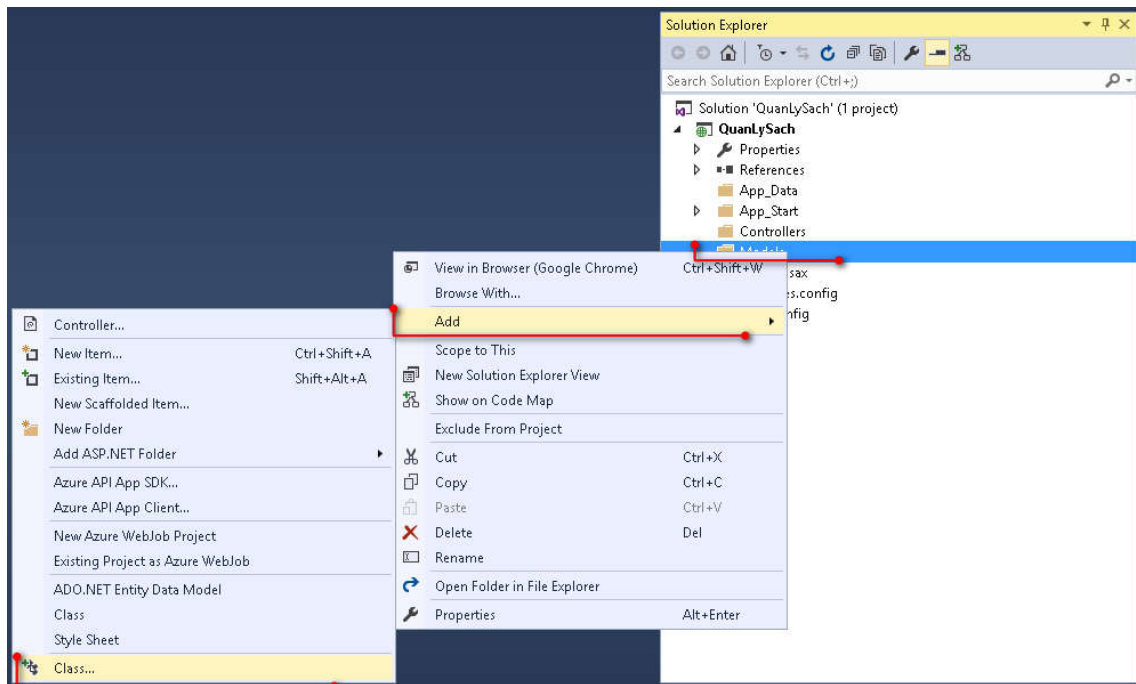 Solution Explorer
Search Solution Explorer (Ctrl+;)
Solution 'QuanLySach' (1 project)
QuanLySach
Properties
References
App_Data
App_Start
Controllers
Models
sax
s.config
nfig
View in Browser (Google Chrome) Ctrl+Shift+W
Browse With...
Add
Scope to This
New Solution Explorer View
Show on Code Map
Exclude From Project
Cut Ctrl+X
Copy Ctrl+C
Paste Ctrl+V
Delete Del
Rename
Open Folder in File Explorer
Properties Alt+Enter
Controller...
New Item... Ctrl+Shift+A
Existing Item... Shift+Alt+A
New Scaffolded Item...
New Folder
Add ASP.NET Folder
Azure API App SDK...
Azure API App Client...
New Azure WebJob Project
Existing Project as Azure WebJob
ADO.NET Entity Data Model
Class
Style Sheet
Class...